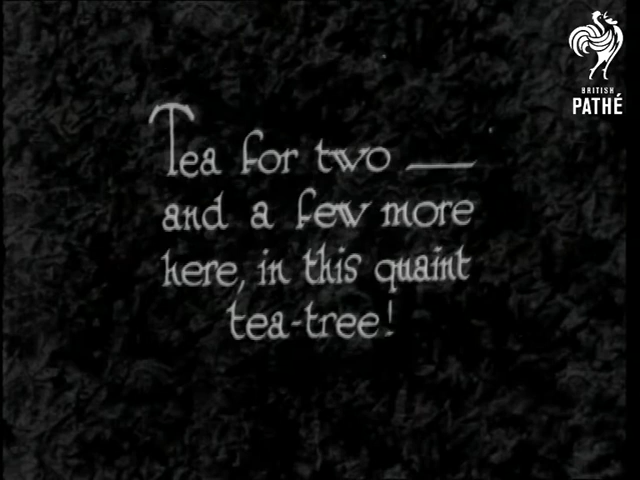 BRITISH
PATHÉ
Tea for two —
and a few more
here, in this quaint
tea-tree!